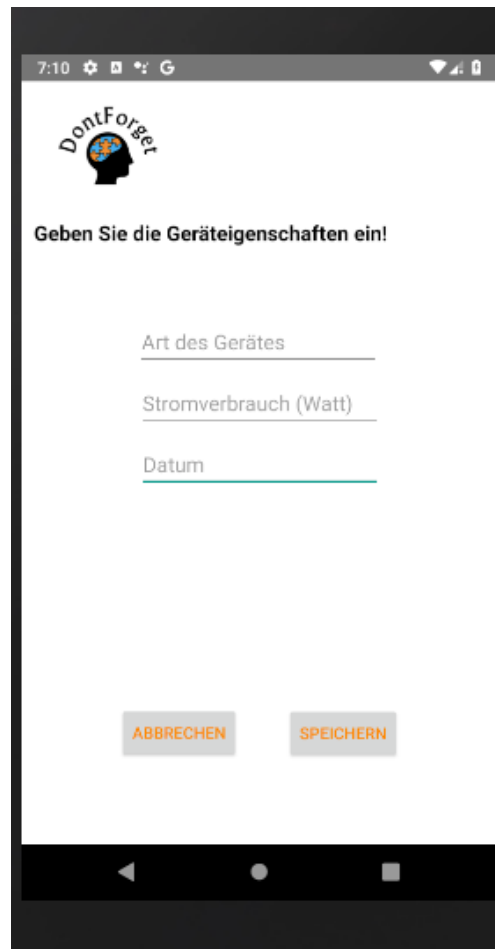 7:10
DontForget
Geben Sie die Geräteigenschaften ein!
Art des Gerätes
Stromverbrauch (Watt)
Datum
ABBRECHEN SPEICHERN